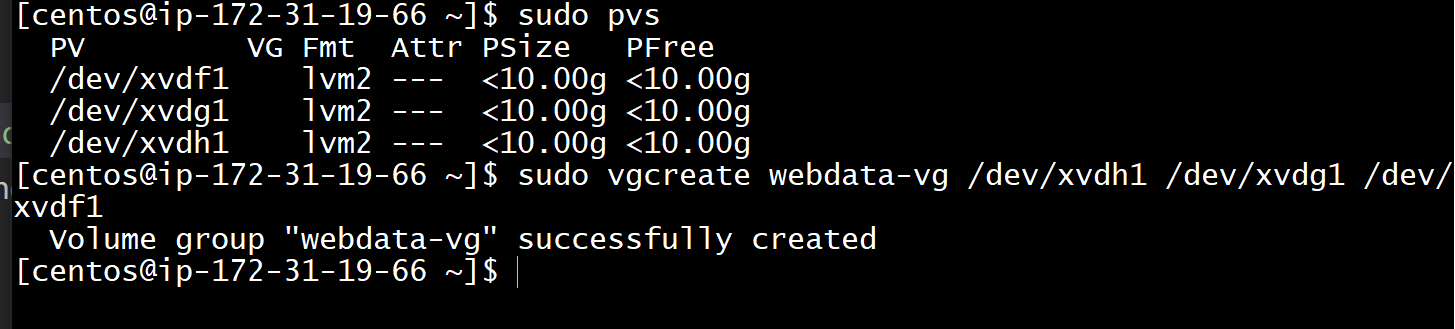 [centos@ip-172-31-19-66 ~]$ sudo pvs
  PV         VG Fmt  Attr PSize   PFree
  /dev/xvdf1    lvm2 ---  <10.00g <10.00g
  /dev/xvdg1    lvm2 ---  <10.00g <10.00g
  /dev/xvdh1    lvm2 ---  <10.00g <10.00g
[centos@ip-172-31-19-66 ~]$ sudo vgcreate webdata-vg /dev/xvdh1 /dev/xvdg1 /dev/
xvdf1
  Volume group "webdata-vg" successfully created
[centos@ip-172-31-19-66 ~]$